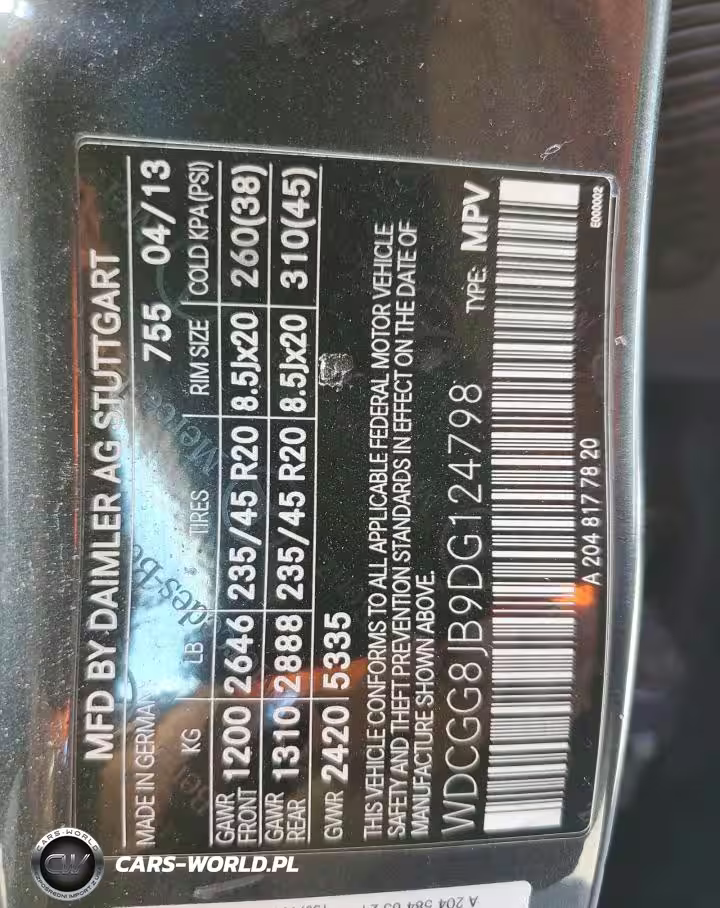 MFD BY DAIMLER AG STUTTGART
MADE IN GERMANY 755 04/13
KG LB TIRES RIM SIZE COLD KPA (PSI)
GAWR FRONT 1200 2646 235/45 R20 8.5Jx20 260(38)
GAWR REAR 1310 2888 235/45 R20 8.5Jx20 310(45)
GVWR 2420 5335
THIS VEHICLE CONFORMS TO ALL APPLICABLE FEDERAL MOTOR VEHICLE
SAFETY AND THEFT PREVENTION STANDARDS IN EFFECT ON THE DATE OF
MANUFACTURE SHOWN ABOVE.
WDCGG8JB9DG124798 TYPE: MPV
A 204 817 78 20
E000002
CARS-WORLD
CW
CARS-WORLD.PL